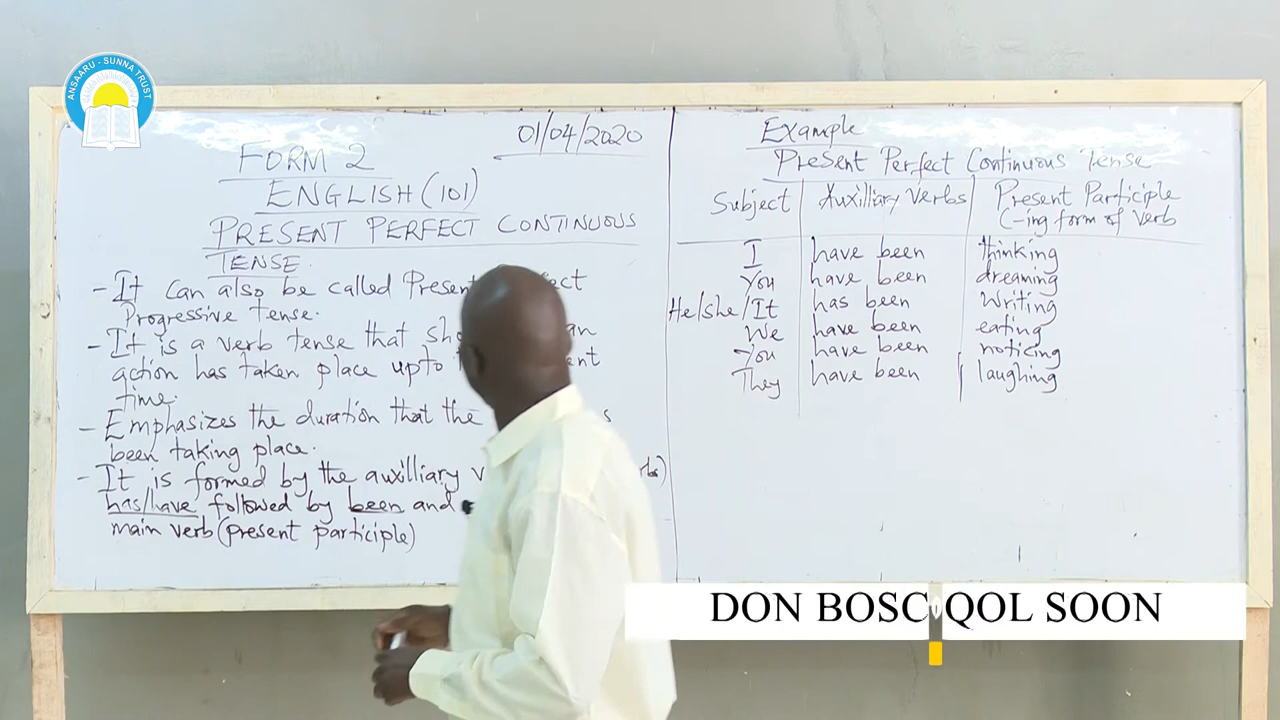 ANSAARU - SUNNA TRUST
01/04/2020
FORM 2
ENGLISH (101)
PRESENT PERFECT CONTINUOUS
TENSE.
- It can also be called Present
Progressive tense.
- It is a verb tense that an
action has taken place upto
time.
- Emphasizes the duration that the
been taking place.
- It is formed by the auxilliary
has/have followed by been and
main verb (present participle)
Example
Present Perfect Continuous Tense
Subject Auxilliary Verbs Present Participle
(-ing form of verb
I have been thinking
You have been dreaming
He/she/It has been Writing
We have been eating
You have been noticing
They have been laughing
DON BOSC QOL SOON